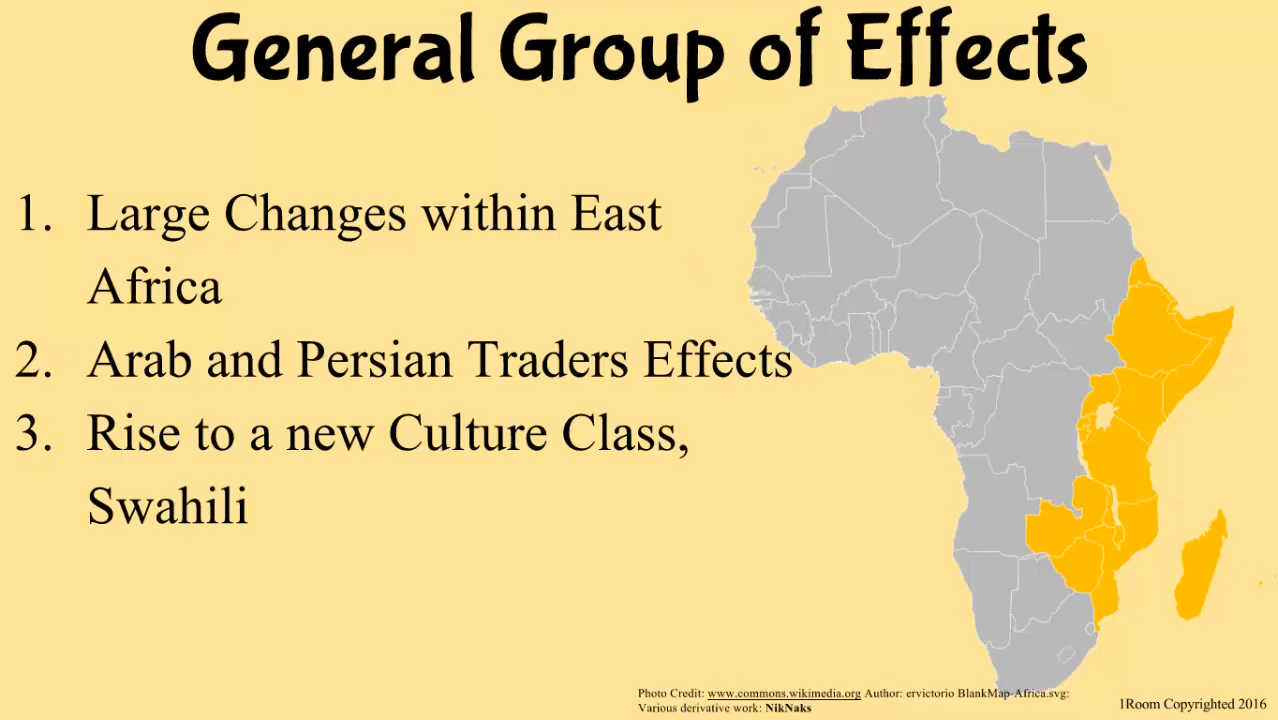 General Group of Effects
1. Large Changes within East
Africa
2. Arab and Persian Traders Effects
3. Rise to a new Culture Class,
Swahili
Photo Credit: www.commons.wikimedia.org Author: ervictorio BlankMap-Africa.svg:
Various derivative work: NikNaks
1Room Copyrighted 2016